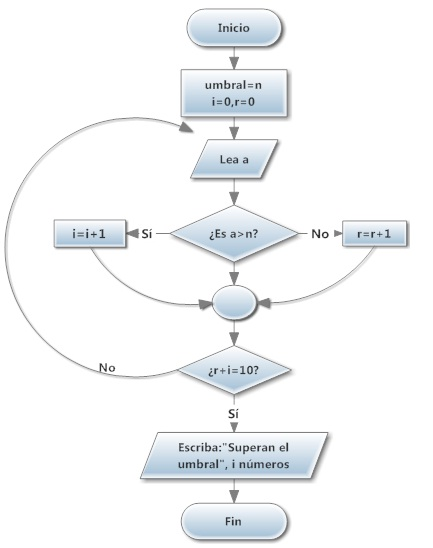 Inicio
umbral=n
i=0,r=0
Lea a
¿Es a>n?
Sí
i=i+1
No
r=r+1
¿r+i=10?
No
Sí
Escriba:"Superan el
umbral", i números
Fin